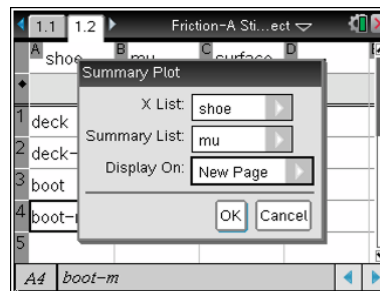 1.1 1.2 Friction-A Sti...ect
A shoe B mu C surface D
Summary Plot
X List: shoe
Summary List: mu
Display On: New Page
OK Cancel
1 deck
2 deck-
3 boot
4 boot-
5
A4 boot-m